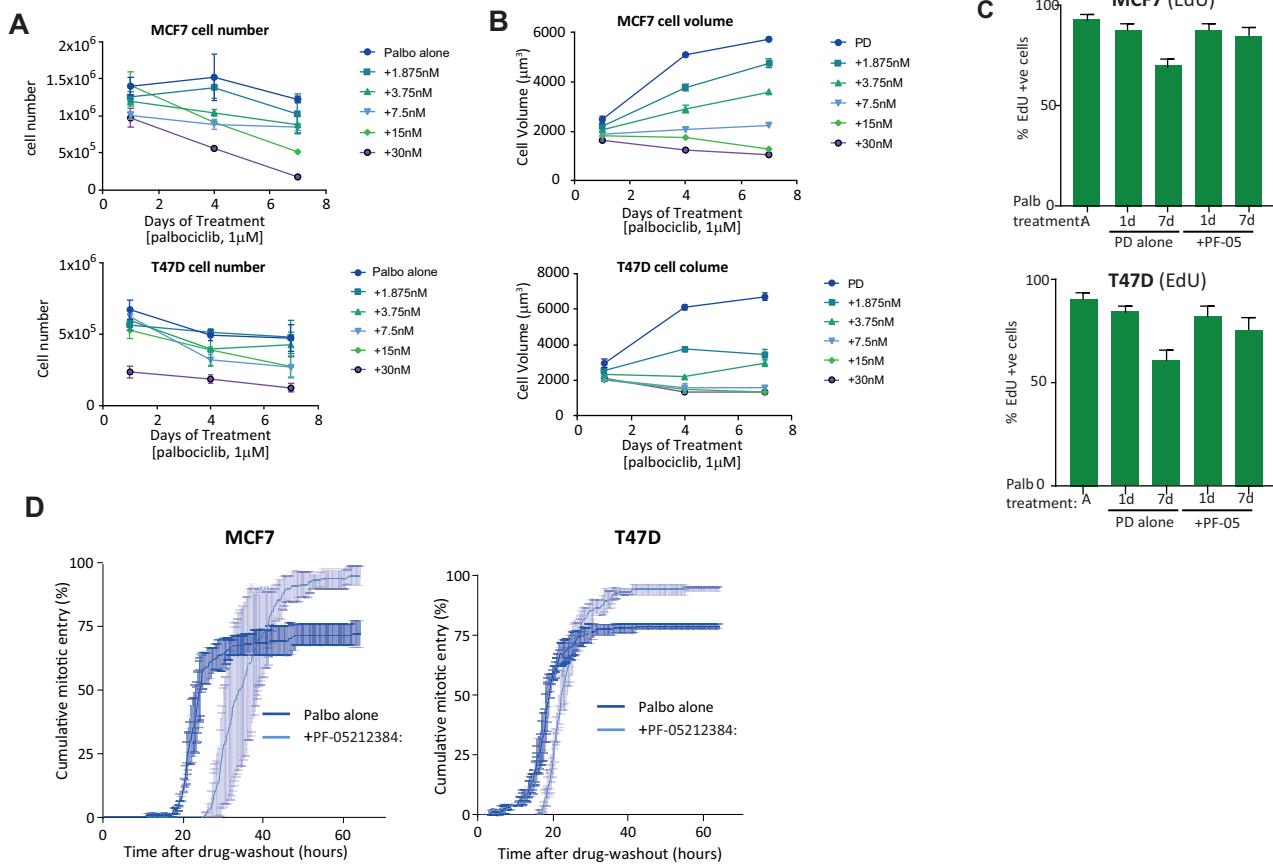 A
MCF7 cell number
2x10⁶
1.5x10⁶
1x10⁶
5x10⁵
0
cell number
0 2 4 6 8
Days of Treatment
[palbociclib, 1µM]
Palbo alone
+1.875nM
+3.75nM
+7.5nM
+15nM
+30nM
B
MCF7 cell volume
6000
4000
2000
0
Cell Volume (µm³)
0 2 4 6 8
Days of Treatment
[palbociclib, 1µM]
PD
+1.875nM
+3.75nM
+7.5nM
+15nM
+30nM
T47D cell number
1x10⁶
5x10⁵
0
Cell number
0 2 4 6 8
Days of Treatment
[palbociclib, 1µM]
Palbo alone
+1.875nM
+3.75nM
+7.5nM
+15nM
+30nM
T47D cell colume
8000
6000
4000
2000
0
Cell Volume (µm³)
0 2 4 6 8
Days of Treatment
[palbociclib, 1µM]
PD
+1.875nM
+3.75nM
+7.5nM
+15nM
+30nM
C
MCF7 (EdU)
100
50
% EdU +ve cells
Palb
treatment: A 1d 7d 1d 7d
PD alone +PF-05
T47D (EdU)
100
50
% EdU +ve cells
Palb 0
treatment: A 1d 7d 1d 7d
PD alone +PF-05
D
MCF7
100
75
50
25
0
Cumulative mitotic entry (%)
0 20 40 60
Time after drug-washout (hours)
Palbo alone
+PF-05212384:
T47D
100
75
50
25
0
Cumulative mitotic entry (%)
0 20 40 60
Time after drug-washout (hours)
Palbo alone
+PF-05212384: